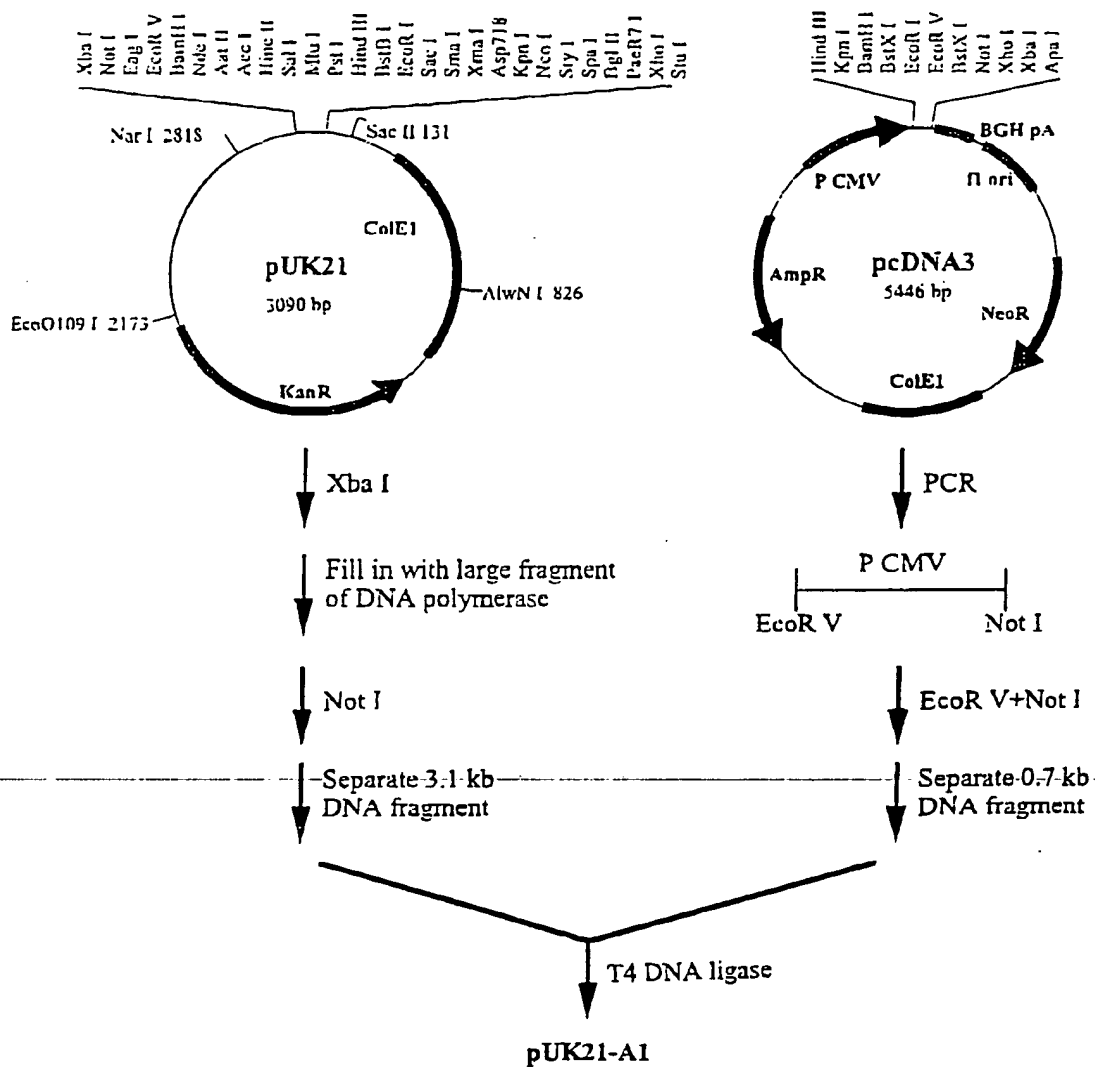 Xba I
Not I
Eag I
EcoR V
BamH I
Nde I
Aat II
Acc I
Hinc II
Sal I
Mlu I
Pst I
Hind III
BstB I
EcoR I
Sac I
Sma I
Xma I
Asp718
Kpn I
Nco I
Sty I
Spa I
Bgl II
PaeR7 I
Xho I
Stu I
Hind III
Kpn I
BamH I
BstX I
EcoR I
EcoR V
BstX I
Not I
Xho I
Xba I
Apa I
Nar I 2818
Sac II 131
ColE1
pUK21
3090 bp
AlwN I 826
EcoO109 I 2173
KanR
BGH pA
P CMV
f1 ori
AmpR
pcDNA3
5446 bp
NeoR
ColE1
Xba I
PCR
Fill in with large fragment
of DNA polymerase
P CMV
EcoR V
Not I
Not I
EcoR V+Not I
Separate 3.1 kb
DNA fragment
Separate 0.7 kb
DNA fragment
T4 DNA ligase
pUK21-A1